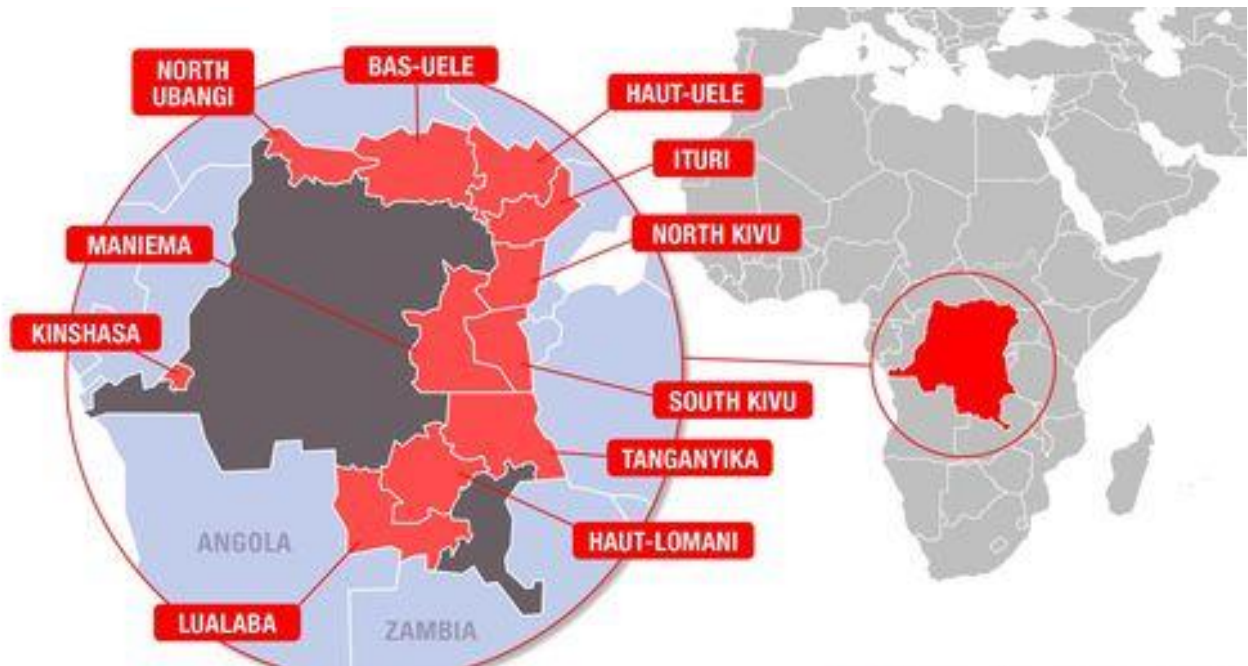 NORTH
UBANGI
BAS-UELE
HAUT-UELE
ITURI
MANIEMA
NORTH KIVU
KINSHASA
SOUTH KIVU
TANGANYIKA
ANGOLA
HAUT-LOMANI
LUALABA
ZAMBIA